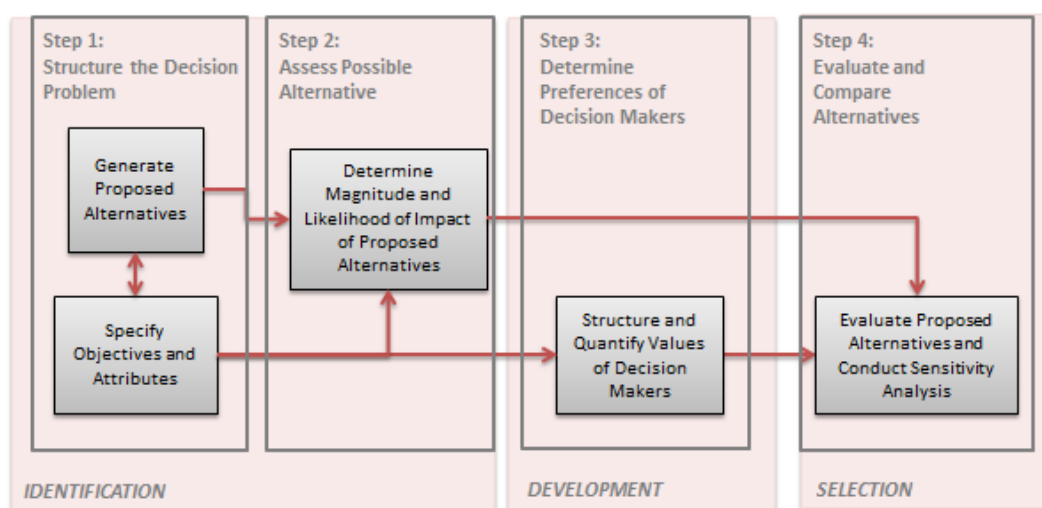 Step 1:
Structure the Decision
Problem
Step 2:
Assess Possible
Alternative
Step 3:
Determine
Preferences of
Decision Makers
Step 4:
Evaluate and
Compare
Alternatives
Generate
Proposed
Alternatives
Determine
Magnitude and
Likelihood of Impact
of Proposed
Alternatives
Specify
Objectives and
Attributes
Structure and
Quantify Values
of Decision
Makers
Evaluate Proposed
Alternatives and
Conduct Sensitivity
Analysis
IDENTIFICATION
DEVELOPMENT
SELECTION